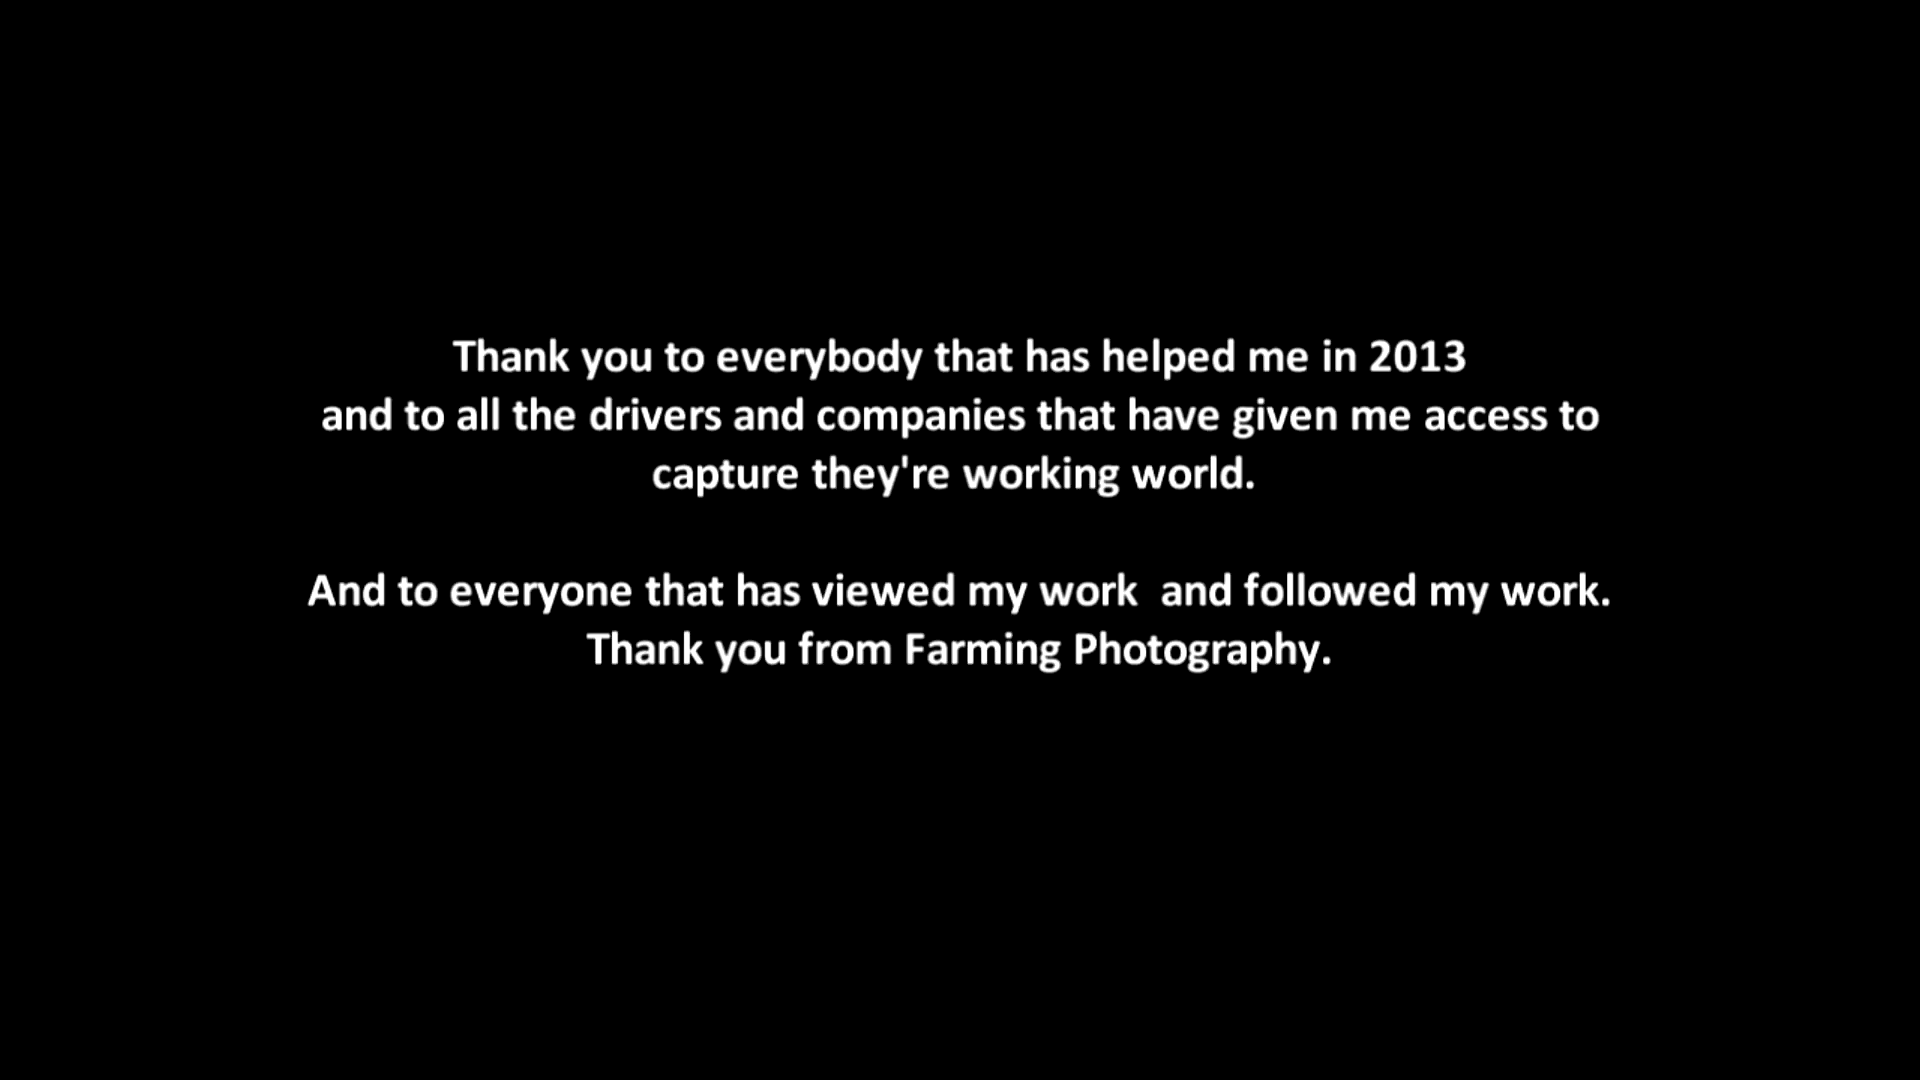 Thank you to everybody that has helped me in 2013
and to all the drivers and companies that have given me access to
capture they're working world.
And to everyone that has viewed my work  and followed my work.
Thank you from Farming Photography.